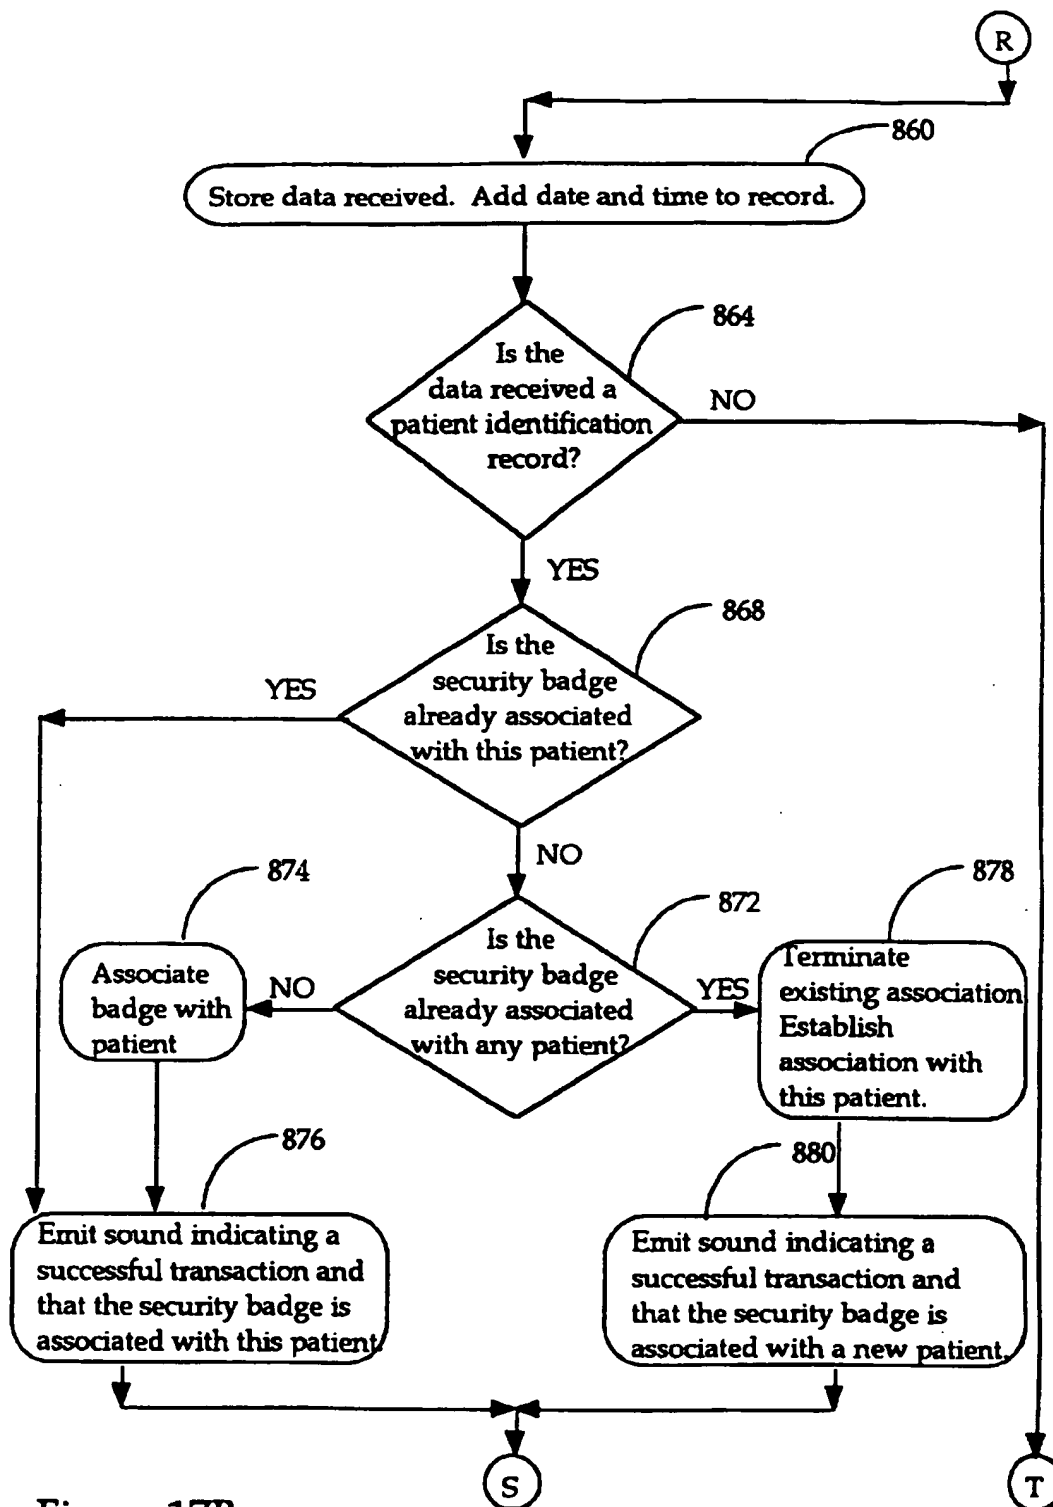 R
860
Store data received. Add date and time to record.
864
Is the
data received a
patient identification
record?
NO
YES
868
Is the
security badge
already associated
with this patient?
YES
NO
874
872
878
Associate
badge with
patient
NO
Is the
security badge
already associated
with any patient?
YES
Terminate
existing association
Establish
association with
this patient.
876
880
Emit sound indicating a
successful transaction and
that the security badge is
associated with this patient
Emit sound indicating a
successful transaction and
that the security badge is
associated with a new patient.
S
T